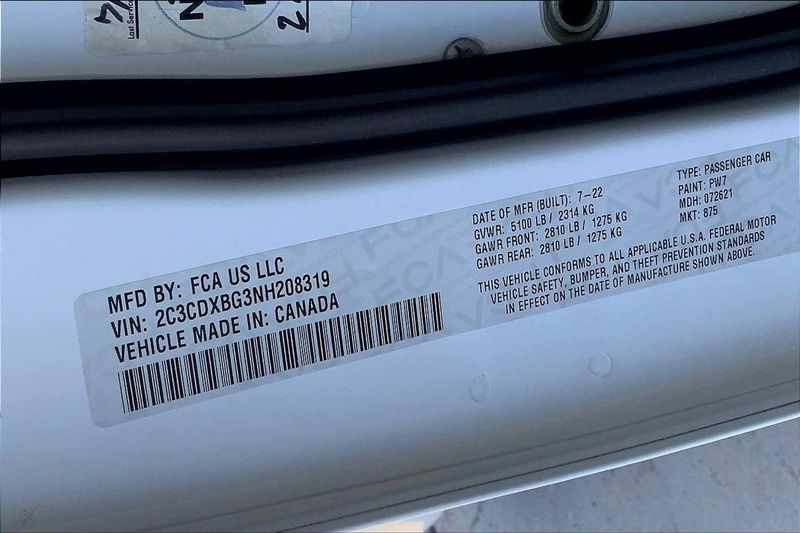 Last Service
MFD BY: FCA US LLC
VIN: 2C3CDXBG3NH208319
VEHICLE MADE IN: CANADA
DATE OF MFR (BUILT): 7-22
GVWR: 5100 LB / 2314 KG
GAWR FRONT: 2810 LB / 1275 KG
GAWR REAR: 2810 LB / 1275 KG
TYPE: PASSENGER CAR
PAINT: PW7
MDH: 072621
MKT: 875
THIS VEHICLE CONFORMS TO ALL APPLICABLE U.S.A. FEDERAL MOTOR
VEHICLE SAFETY, BUMPER, AND THEFT PREVENTION STANDARDS
IN EFFECT ON THE DATE OF MANUFACTURE SHOWN ABOVE.